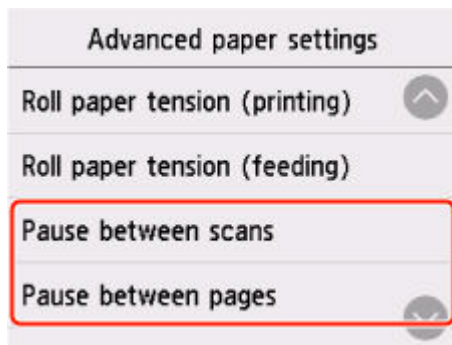 Advanced paper settings
Roll paper tension (printing)
Roll paper tension (feeding)
Pause between scans
Pause between pages